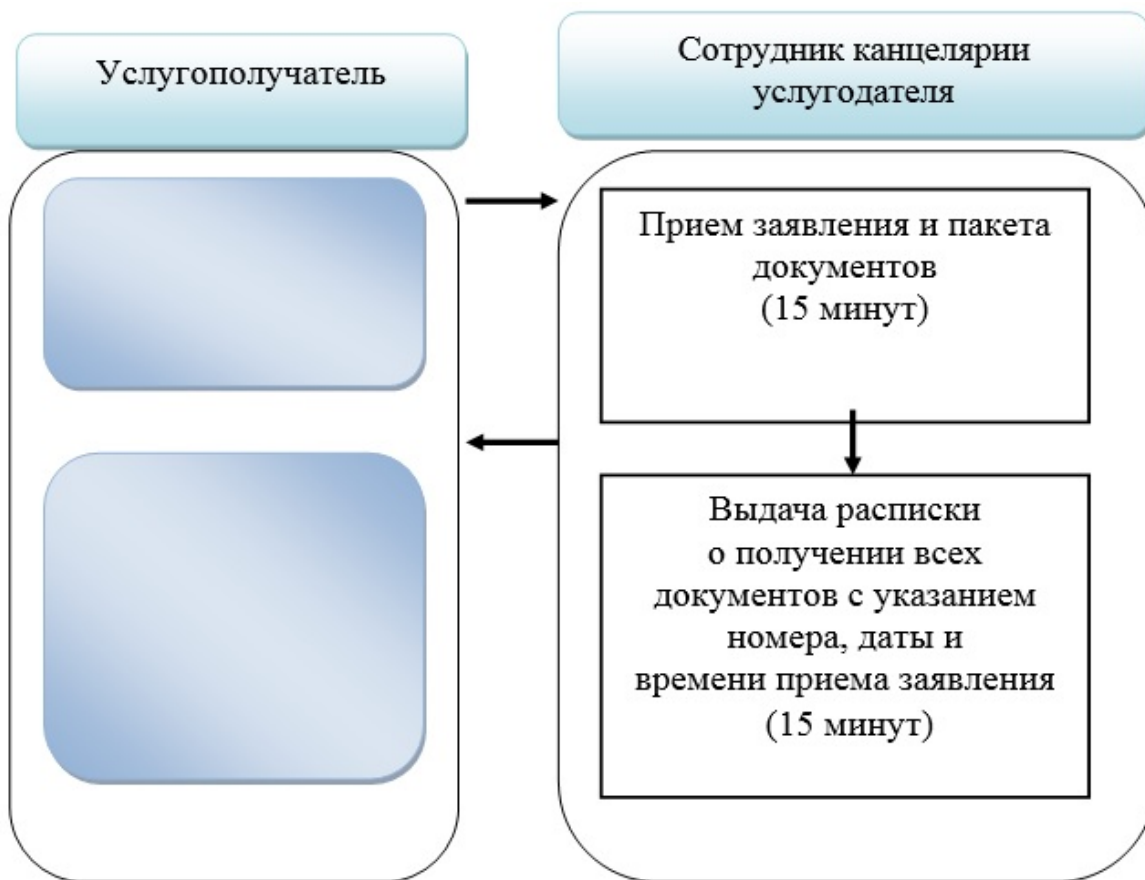 Услугополучатель
Сотрудник канцелярии
услугодателя
Прием заявления и пакета
документов
(15 минут)
Выдача расписки
о получении всех
документов с указанием
номера, даты и
времени приема заявления
(15 минут)